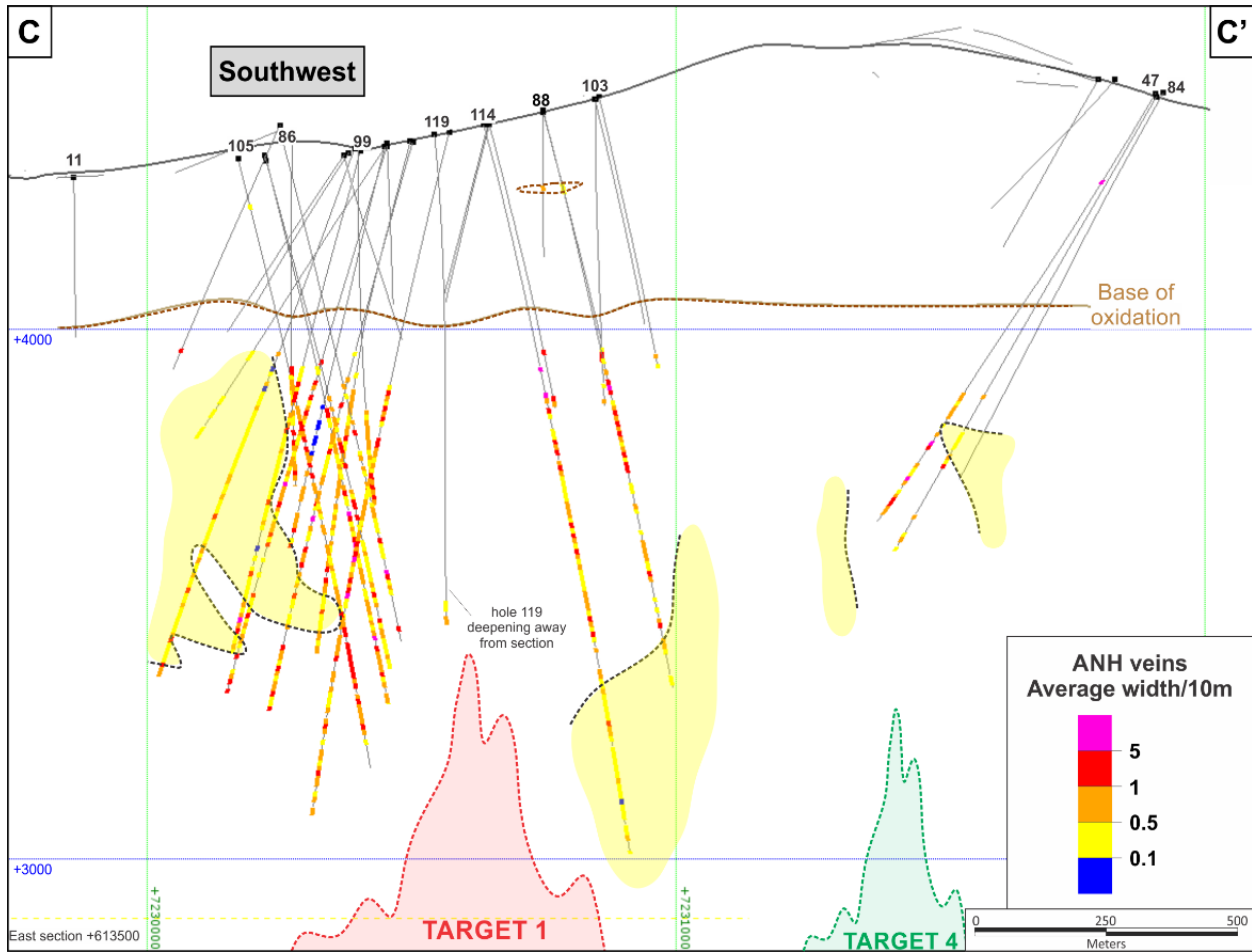 C
C'
Southwest
11
105
86
99
119
114
88
103
47
84
Base of
oxidation
+4000
hole 119
deepening away
from section
ANH veins
Average width/10m
5
1
0.5
0.1
+3000
+7230000
+7231000
East section +613500
TARGET 1
TARGET 4
0
250
500
Meters